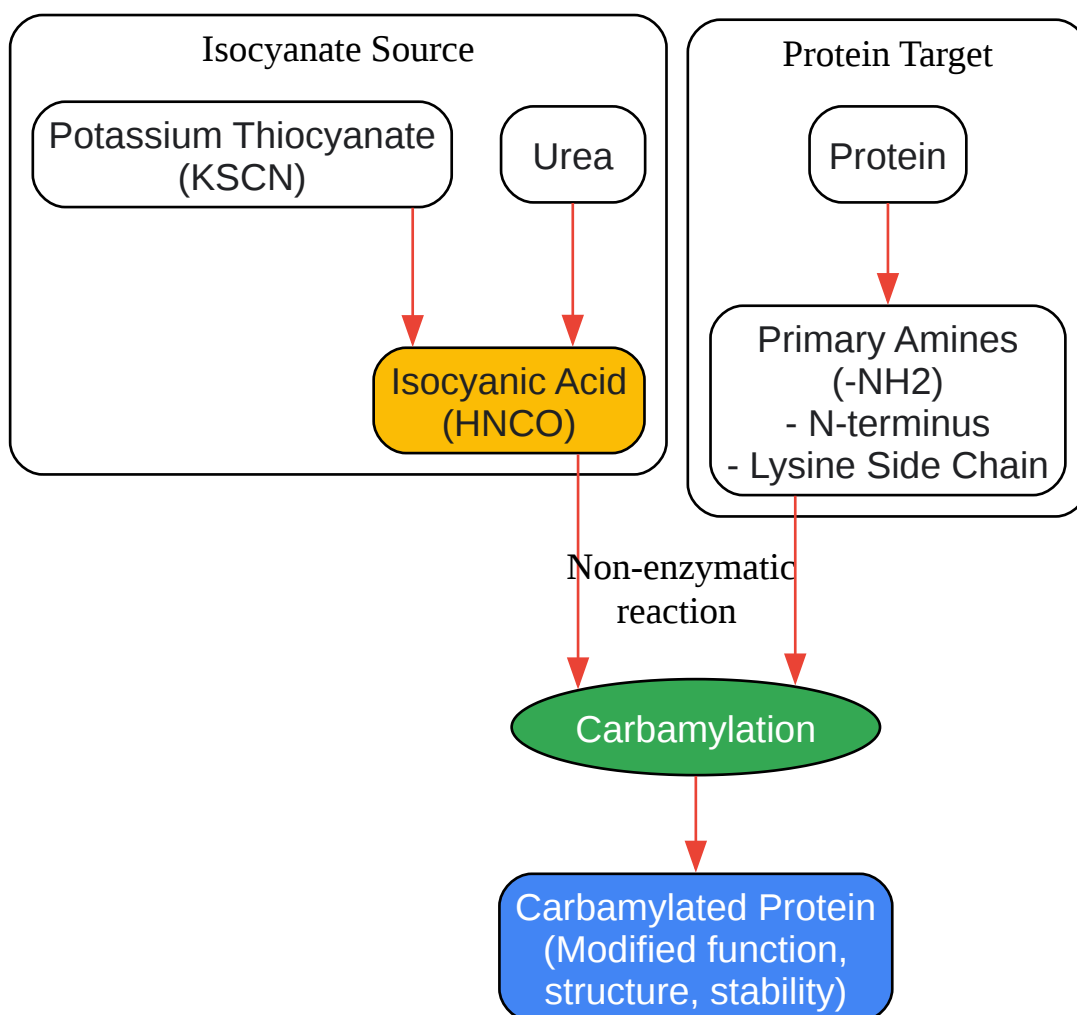 Isocyanate Source
Potassium Thiocyanate
(KSCN)
Urea
Isocyanic Acid
(HNCO)
Protein Target
Protein
Primary Amines
(-NH2)
- N-terminus
- Lysine Side Chain
Non-enzymatic
reaction
Carbamylation
Carbamylated Protein
(Modified function,
structure, stability)